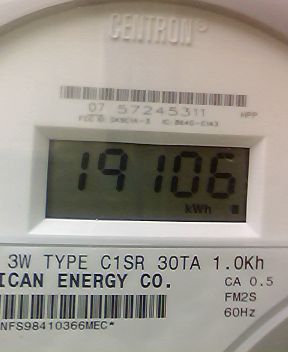 CENTRON®
07 57245311 HPP
19106
kWh
3W TYPE C1SR 30TA 1.0Kh
ICAN ENERGY CO. CA 0.5
FM2S
NFS98410366MEC* 60Hz